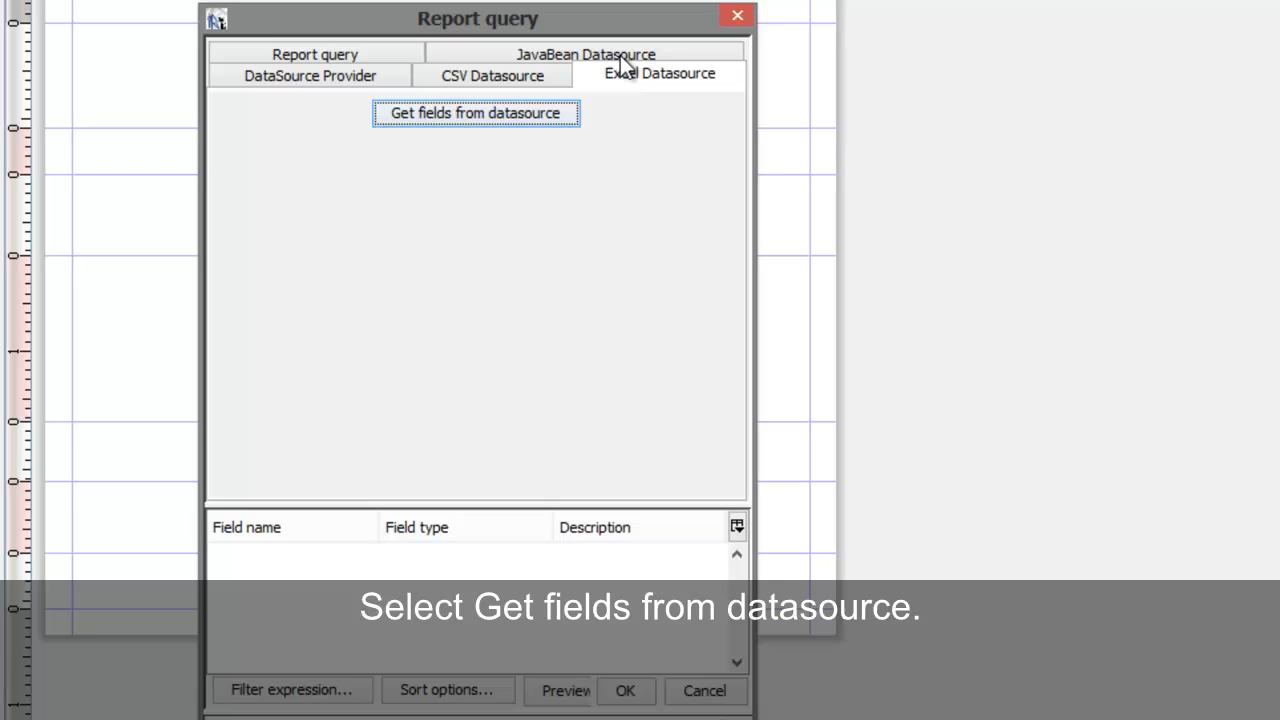 Report query
Report query
JavaBean Datasource
DataSource Provider
CSV Datasource
Excel Datasource
Get fields from datasource
Field name
Field type
Description
Select Get fields from datasource.
Filter expression...
Sort options...
Preview
OK
Cancel